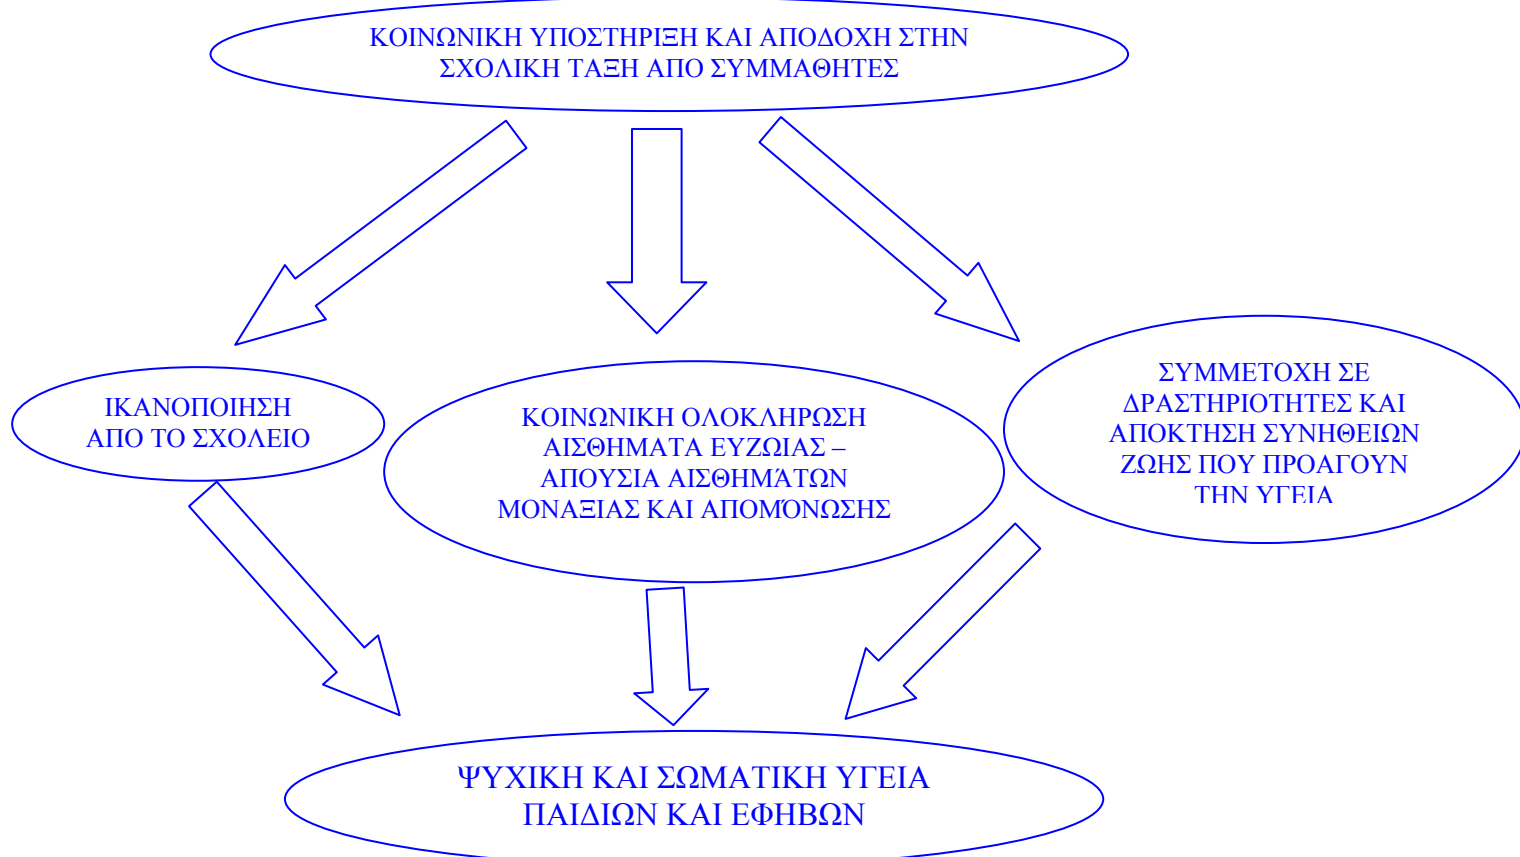 ΚΟΙΝΩΝΙΚΗ ΥΠΟΣΤΗΡΙΞΗ ΚΑΙ ΑΠΟΔΟΧΗ ΣΤΗΝ
ΣΧΟΛΙΚΗ ΤΑΞΗ ΑΠΟ ΣΥΜΜΑΘΗΤΕΣ
ΙΚΑΝΟΠΟΙΗΣΗ
ΑΠΟ ΤΟ ΣΧΟΛΕΙΟ
ΚΟΙΝΩΝΙΚΗ ΟΛΟΚΛΗΡΩΣΗ
ΑΙΣΘΗΜΑΤΑ ΕΥΖΩΙΑΣ –
ΑΠΟΥΣΙΑ ΑΙΣΘΗΜΆΤΩΝ
ΜΟΝΑΞΙΑΣ ΚΑΙ ΑΠΟΜΌΝΩΣΗΣ
ΣΥΜΜΕΤΟΧΗ ΣΕ
ΔΡΑΣΤΗΡΙΟΤΗΤΕΣ ΚΑΙ
ΑΠΟΚΤΗΣΗ ΣΥΝΗΘΕΙΩΝ
ΖΩΗΣ ΠΟΥ ΠΡΟΑΓΟΥΝ
ΤΗΝ ΥΓΕΙΑ
ΨΥΧΙΚΗ ΚΑΙ ΣΩΜΑΤΙΚΗ ΥΓΕΙΑ
ΠΑΙΔΙΩΝ ΚΑΙ ΕΦΗΒΩΝ